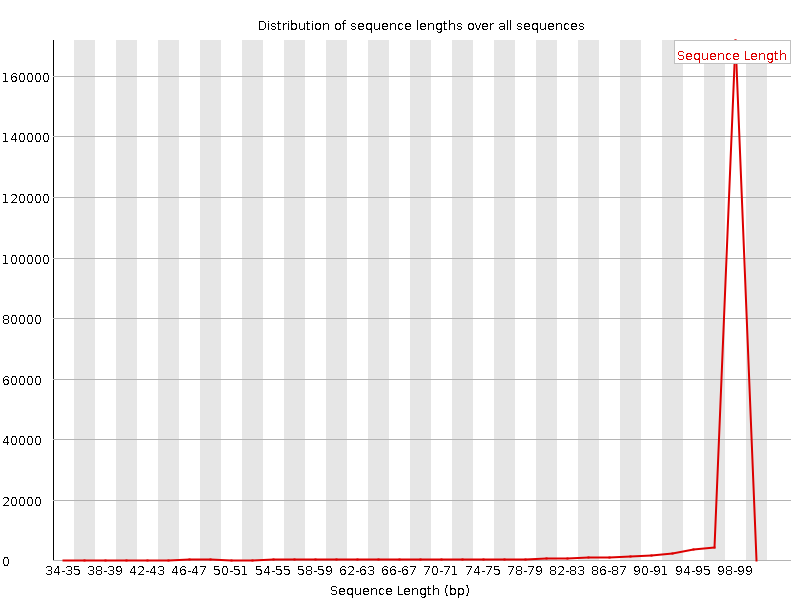 Distribution of sequence lengths over all sequences
Sequence Length
160000
140000
120000
100000
80000
60000
40000
20000
0
34-35 38-39 42-43 46-47 50-51 54-55 58-59 62-63 66-67 70-71 74-75 78-79 82-83 86-87 90-91 94-95 98-99
Sequence Length (bp)